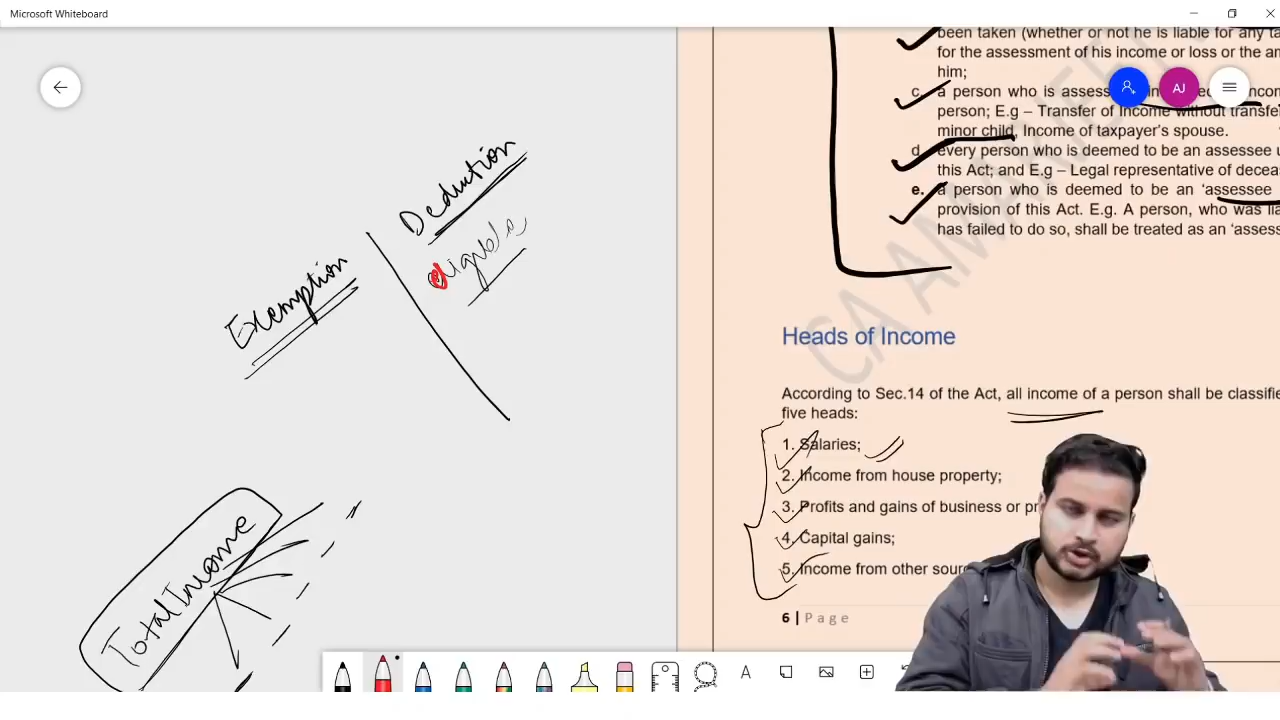 Microsoft Whiteboard
AJ
Deduction
eligible
Exemption
Total Income
been taken (whether or not he is liable for any ta
for the assessment of his income or loss or the am
him;
c. a person who is assess
person; E.g – Transfer of Income without transfe
minor child, Income of taxpayer's spouse.
d. every person who is deemed to be an assessee u
this Act; and E.g – Legal representative of decea
e. a person who is deemed to be an 'assessee
provision of this Act. E.g. A person, who was lia
has failed to do so, shall be treated as an 'assess
Heads of Income
According to Sec.14 of the Act, all income of a person shall be classifie
five heads:
1. Salaries;
2. Income from house property;
3. Profits and gains of business or pr
4. Capital gains;
5. Income from other sour
6 | Page
A